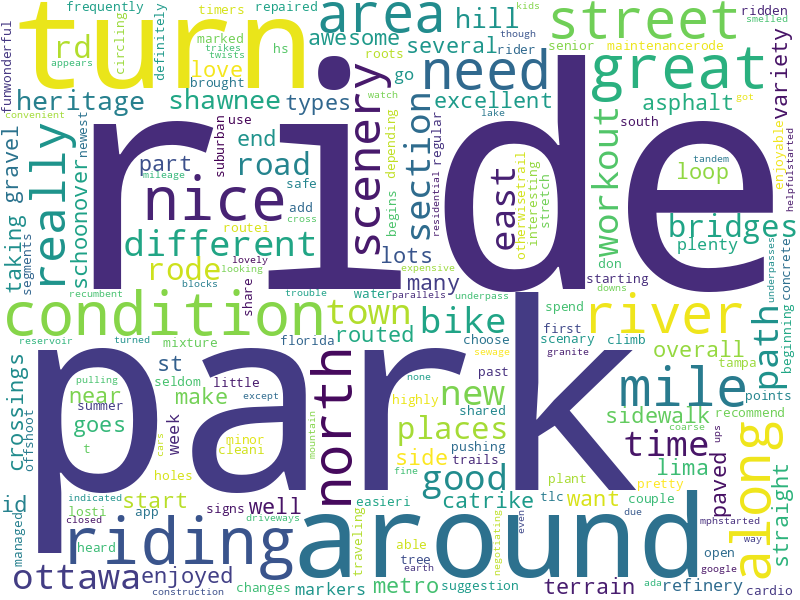 frequently timers repaired kids
turn area hill street
rd marked definitely awesome several though
trikes circling hs roots rider senior maintenancerode ridden smelled
funwonderful appears twists love brought go need great variety
heritage shawnee types excellent asphalt
convenient watch lake got
really ride scenery section workout south
newest suburban use end depending regular tandem enjoyable helpfulstarted
part road safe loop
nice add cross residential east otherwisetrail interesting stretch
taking gravel segments schoonover mileage begins bridges
different routei lots don plenty
rode lovely looking expensive many starting underpasses
recumbent blocks share trouble water parallels underpass downs
condition town bike spend river path concrete
reservoir turned florida routed choose first scenary climb tampa beginning
mixture sewage granite overall
crossings st pulling seldom little past none mile points
near summer make except north highly new shared sidewalk recommend
offshoot goes week places
t cars minor cleani mountain side pushing trails time ups along straight
park holes fine good plant pretty coarse paved lima
id indicated start signs well catrike tlc want couple
losti app easieri
managed closed driveways due mphstarted
riding heard traveling around able even negotiating open way
ottawa enjoyed tree earth ada google
changes markers metro suggestion terrain refinery cardio
construction